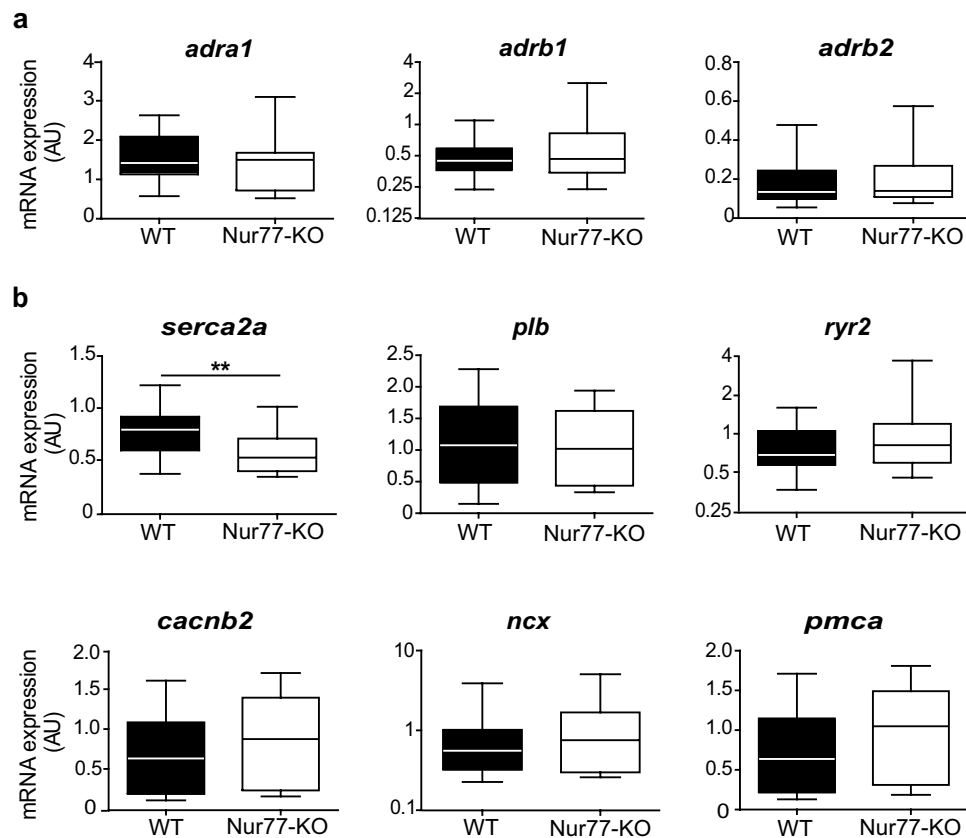 a
adra1
adrb1
adrb2
mRNA expression
(AU)
4
3
2
1
0
WT
Nur77-KO
4
2
1
0.5
0.25
0.125
WT
Nur77-KO
0.8
0.6
0.4
0.2
0
WT
Nur77-KO
b
serca2a
plb
ryr2
mRNA expression
(AU)
1.5
1.0
0.5
0
**
WT
Nur77-KO
2.5
2.0
1.5
1.0
0.5
0
WT
Nur77-KO
4
2
1
0.5
0.25
WT
Nur77-KO
cacnb2
ncx
pmca
mRNA expression
(AU)
2.0
1.5
1.0
0.5
0
WT
Nur77-KO
10
1
0.1
WT
Nur77-KO
2.0
1.5
1.0
0.5
0
WT
Nur77-KO